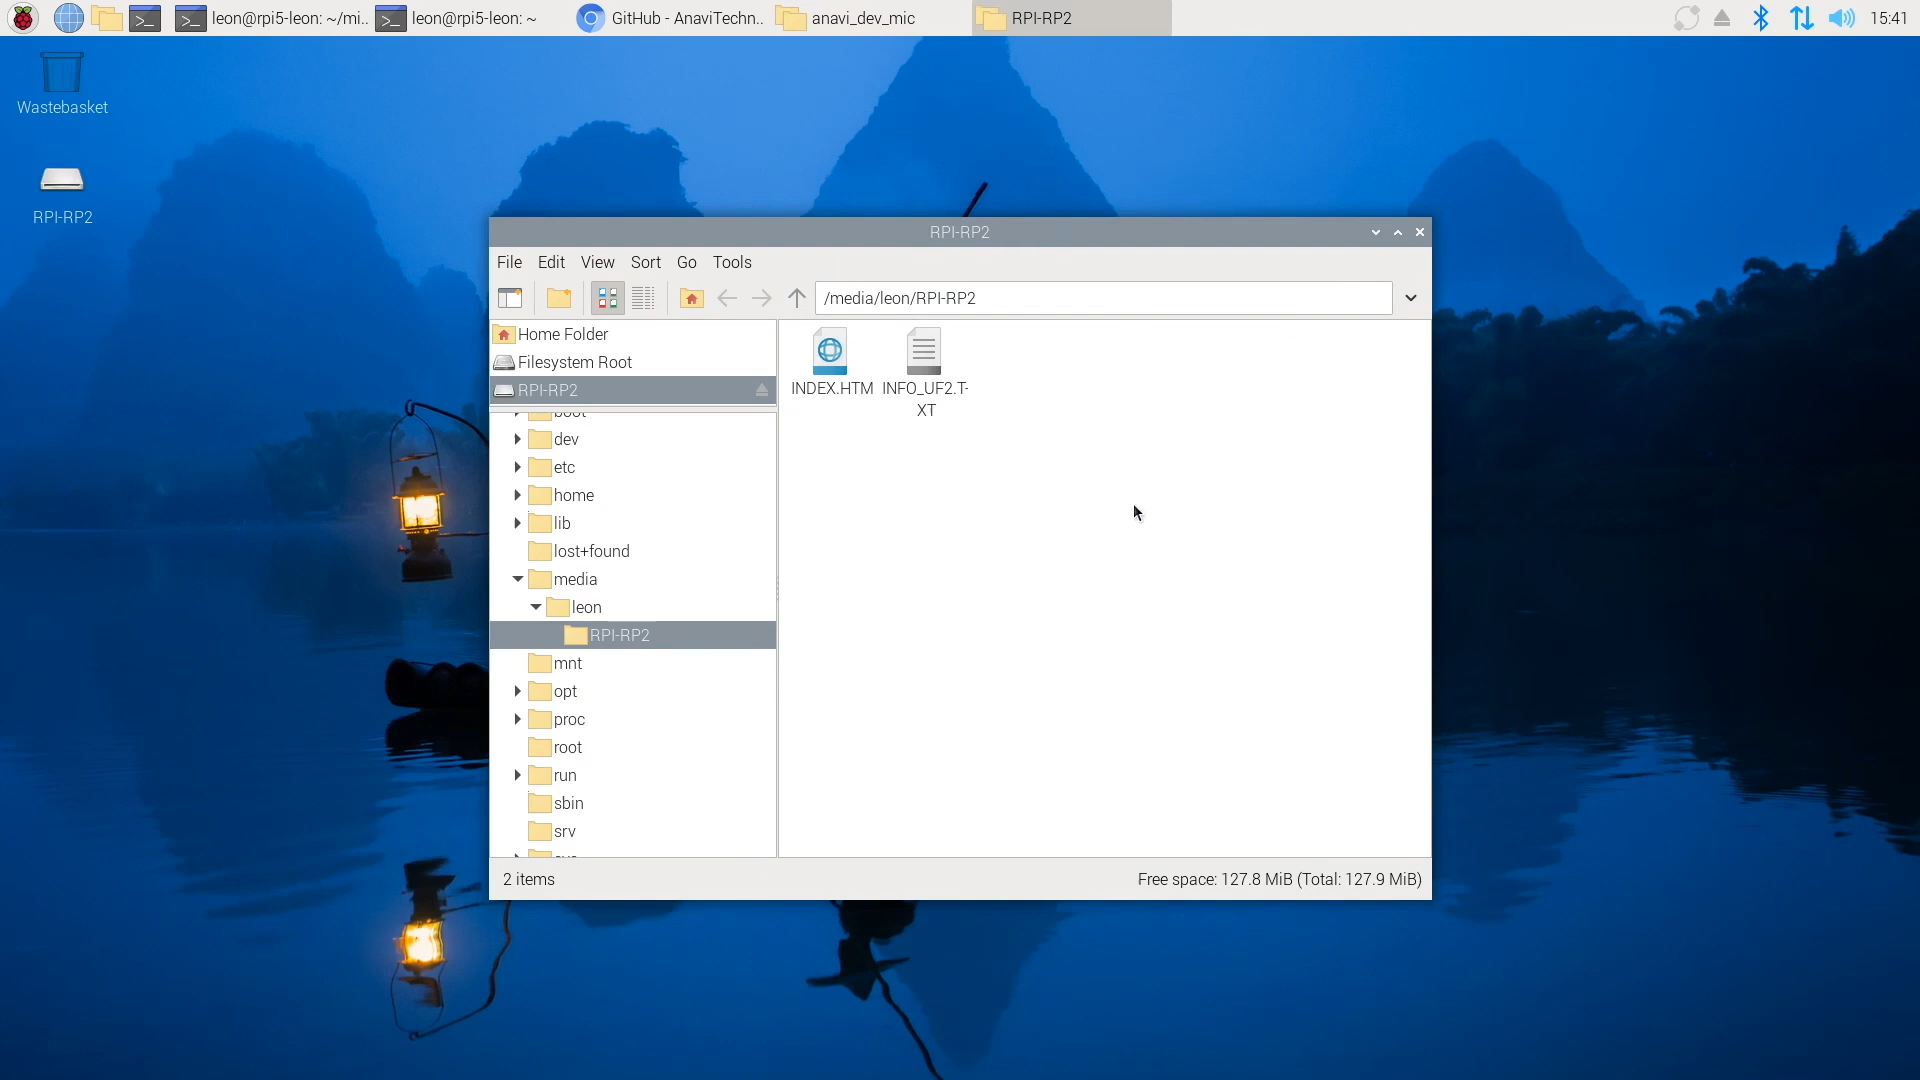 leon@rpi5-leon: ~/mi..
leon@rpi5-leon: ~
GitHub - AnaviTechn..
anavi_dev_mic
RPI-RP2
15:41
Wastebasket
RPI-RP2
RPI-RP2
File Edit View Sort Go Tools
/media/leon/RPI-RP2
Home Folder
Filesystem Root
RPI-RP2
boot
dev
etc
home
lib
lost+found
media
leon
RPI-RP2
mnt
opt
proc
root
run
sbin
srv
INDEX.HTM
INFO_UF2.T-
XT
2 items
Free space: 127.8 MiB (Total: 127.9 MiB)